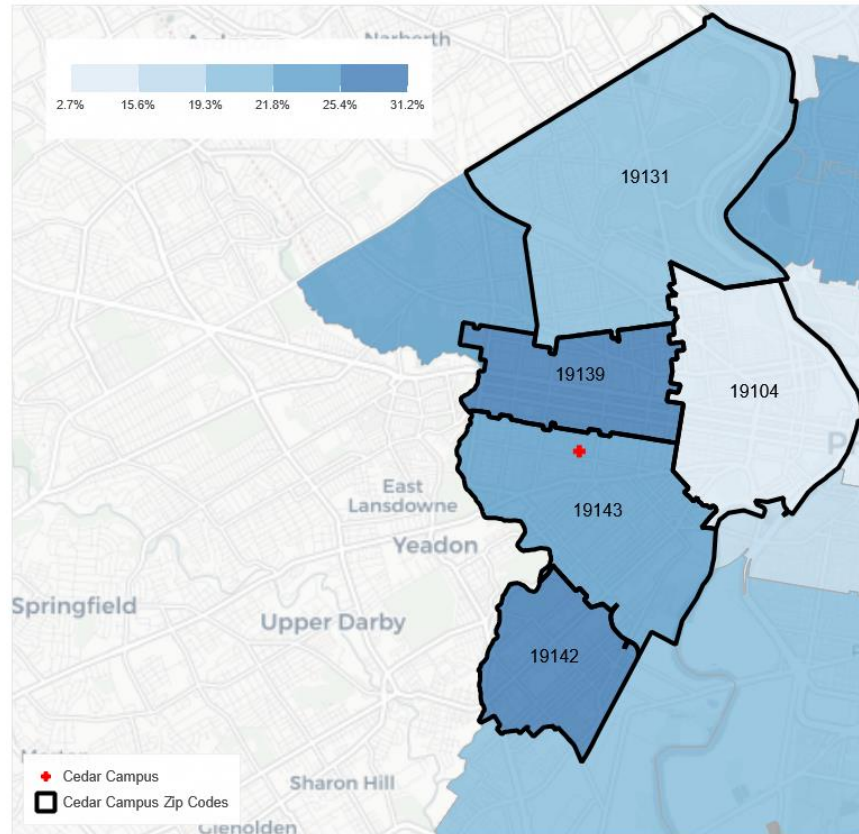 Narberth
2.7% 15.6% 19.3% 21.8% 25.4% 31.2%
19131
19139
19104
East
Lansdowne
19143
Yeadon
Springfield
Upper Darby
19142
Cedar Campus
Sharon Hill
Cedar Campus Zip Codes
Glenolden